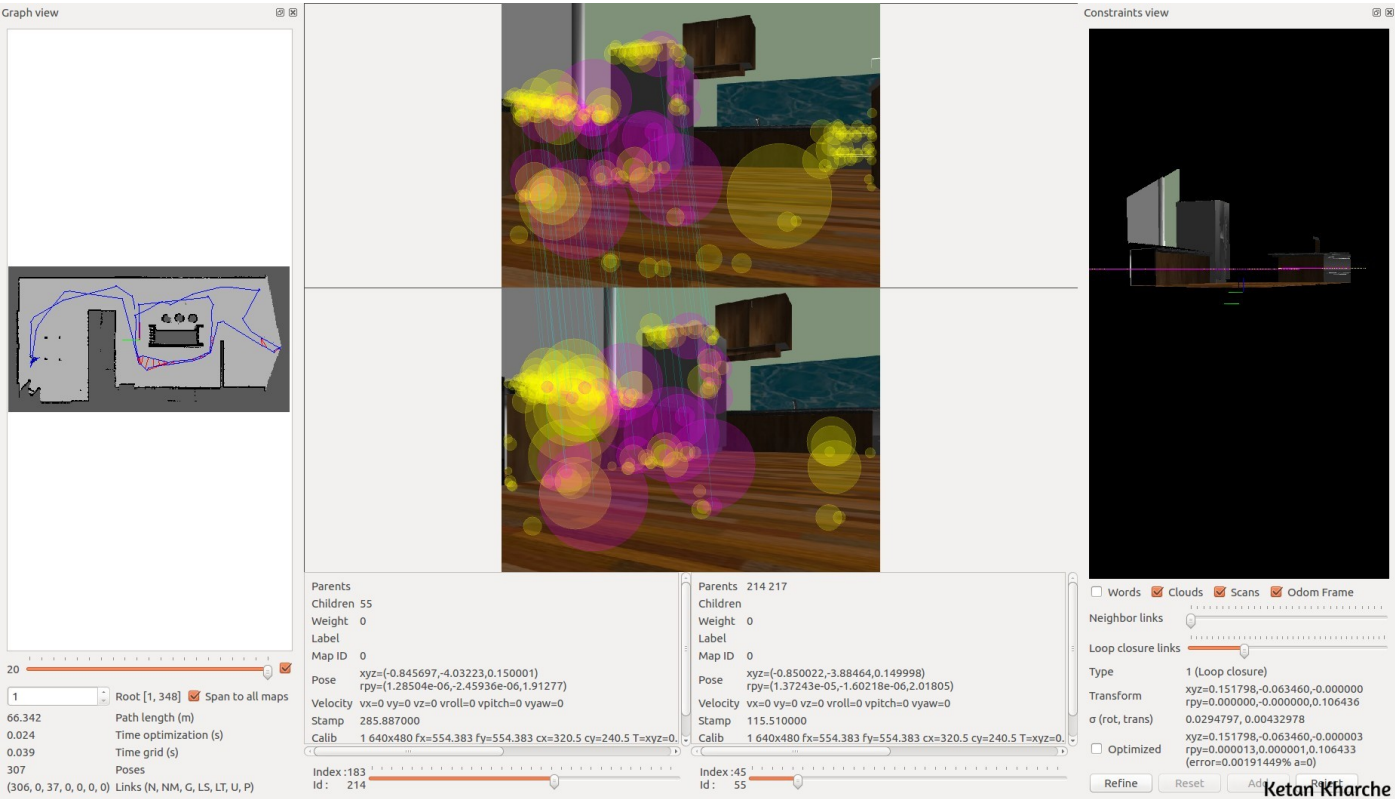 Graph view
20
1
Root [1, 348]
Span to all maps
66.342 Path length (m)
0.024 Time optimization (s)
0.039 Time grid (s)
307 Poses
(306, 0, 37, 0, 0, 0, 0) Links (N, NM, G, LS, LT, U, P)
Parents
Children 55
Weight 0
Label
Map ID 0
Pose xyz=(-0.845697,-4.03223,0.150001)
rpy=(1.28504e-06,-2.45936e-06,1.91277)
Velocity vx=0 vy=0 vz=0 vroll=0 vpitch=0 vyaw=0
Stamp 285.887000
Calib 1 640x480 fx=554.383 fy=554.383 cx=320.5 cy=240.5 T=xyz=0.
Index :183
Id : 214
Parents 214 217
Children
Weight 0
Label
Map ID 0
Pose xyz=(-0.850022,-3.88464,0.149998)
rpy=(1.37243e-05,-1.60218e-06,2.01805)
Velocity vx=0 vy=0 vz=0 vroll=0 vpitch=0 vyaw=0
Stamp 115.510000
Calib 1 640x480 fx=554.383 fy=554.383 cx=320.5 cy=240.5 T=xyz=0.
Index :45
Id : 55
Constraints view
Words Clouds Scans Odom Frame
Neighbor links
Loop closure links
Type 1 (Loop closure)
Transform xyz=0.151798,-0.063460,-0.000000
rpy=0.000000,-0.000000,0.106436
σ (rot, trans) 0.0294797, 0.00432978
Optimized xyz=0.151798,-0.063460,-0.000003
rpy=0.000013,0.000001,0.106433
(error=0.00191449% a=0)
Refine Reset Add Reject
Ketan Kharche